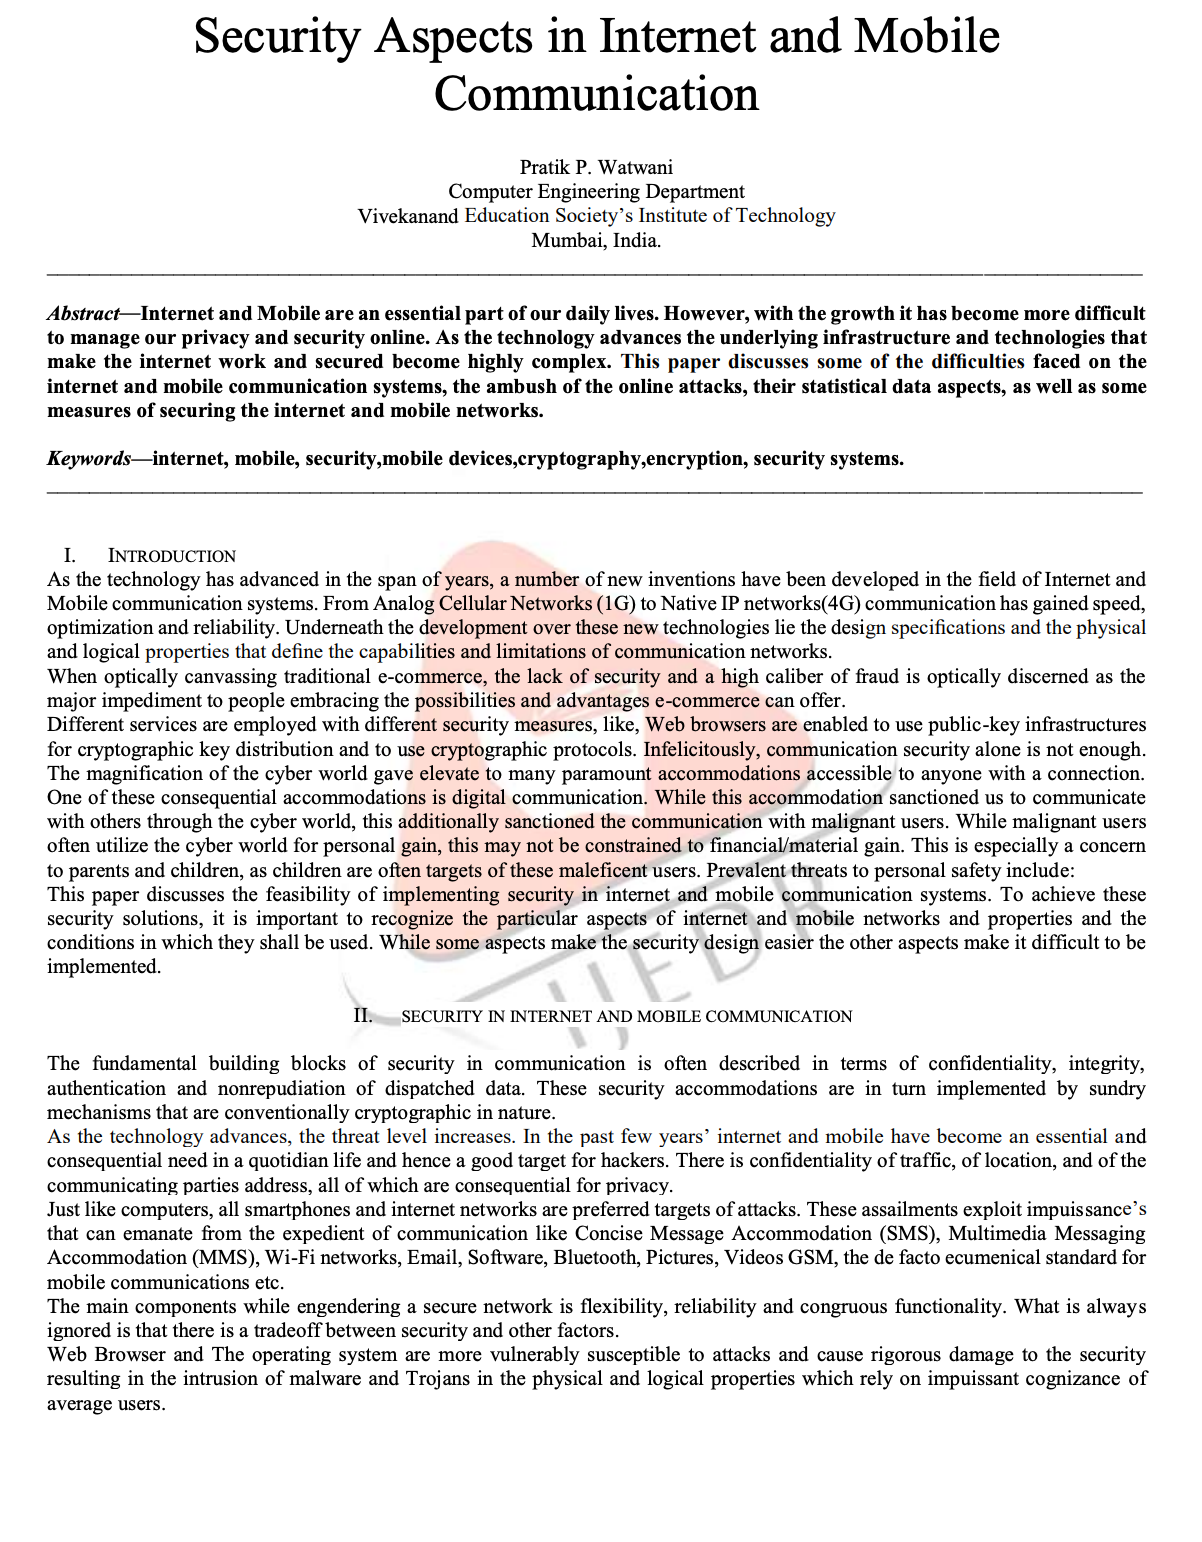 Security Aspects in Internet and Mobile
Communication
Pratik P. Watwani
Computer Engineering Department
Vivekanand Education Society’s Institute of Technology
Mumbai, India.
Abstract—Internet and Mobile are an essential part of our daily lives. However, with the growth it has become more difficult
to manage our privacy and security online. As the technology advances the underlying infrastructure and technologies that
make the internet work and secured become highly complex. This paper discusses some of the difficulties faced on the
internet and mobile communication systems, the ambush of the online attacks, their statistical data aspects, as well as some
measures of securing the internet and mobile networks.
Keywords—internet, mobile, security,mobile devices,cryptography,encryption, security systems.
I. INTRODUCTION
As the technology has advanced in the span of years, a number of new inventions have been developed in the field of Internet and
Mobile communication systems. From Analog Cellular Networks (1G) to Native IP networks(4G) communication has gained speed,
optimization and reliability. Underneath the development over these new technologies lie the design specifications and the physical
and logical properties that define the capabilities and limitations of communication networks.
When optically canvassing traditional e-commerce, the lack of security and a high caliber of fraud is optically discerned as the
major impediment to people embracing the possibilities and advantages e-commerce can offer.
Different services are employed with different security measures, like, Web browsers are enabled to use public-key infrastructures
for cryptographic key distribution and to use cryptographic protocols. Infelicitously, communication security alone is not enough.
The magnification of the cyber world gave elevate to many paramount accommodations accessible to anyone with a connection.
One of these consequential accommodations is digital communication. While this accommodation sanctioned us to communicate
with others through the cyber world, this additionally sanctioned the communication with malignant users. While malignant users
often utilize the cyber world for personal gain, this may not be constrained to financial/material gain. This is especially a concern
to parents and children, as children are often targets of these maleficent users. Prevalent threats to personal safety include:
This paper discusses the feasibility of implementing security in internet and mobile communication systems. To achieve these
security solutions, it is important to recognize the particular aspects of internet and mobile networks and properties and the
conditions in which they shall be used. While some aspects make the security design easier the other aspects make it difficult to be
implemented.
IJEDR
II. SECURITY IN INTERNET AND MOBILE COMMUNICATION
The fundamental building blocks of security in communication is often described in terms of confidentiality, integrity,
authentication and nonrepudiation of dispatched data. These security accommodations are in turn implemented by sundry
mechanisms that are conventionally cryptographic in nature.
As the technology advances, the threat level increases. In the past few years’ internet and mobile have become an essential and
consequential need in a quotidian life and hence a good target for hackers. There is confidentiality of traffic, of location, and of the
communicating parties address, all of which are consequential for privacy.
Just like computers, all smartphones and internet networks are preferred targets of attacks. These assailments exploit impuissance’s
that can emanate from the expedient of communication like Concise Message Accommodation (SMS), Multimedia Messaging
Accommodation (MMS), Wi-Fi networks, Email, Software, Bluetooth, Pictures, Videos GSM, the de facto ecumenical standard for
mobile communications etc.
The main components while engendering a secure network is flexibility, reliability and congruous functionality. What is always
ignored is that there is a tradeoff between security and other factors.
Web Browser and The operating system are more vulnerably susceptible to attacks and cause rigorous damage to the security
resulting in the intrusion of malware and Trojans in the physical and logical properties which rely on impuissant cognizance of
average users.